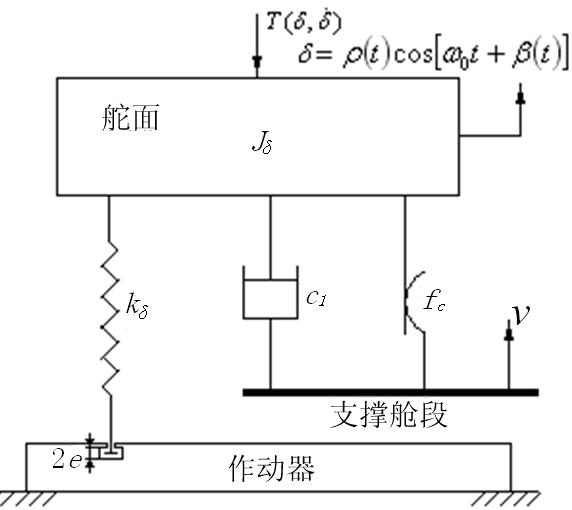 T(δ, δ̇)
δ = ρ(t)cos[ω₀t + β(t)]
舵面
J_δ
k_δ
c₁
f_c
v
支撑舱段
2e
作动器